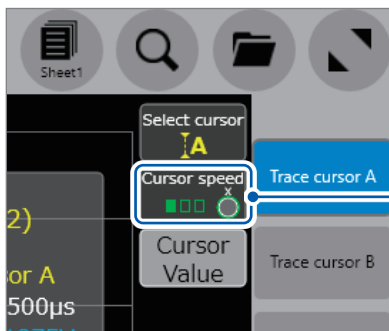 Sheet1
Select cursor
A
Cursor speed
x
Trace cursor A
2)
Cursor
Value
Trace cursor B
or A
500µs